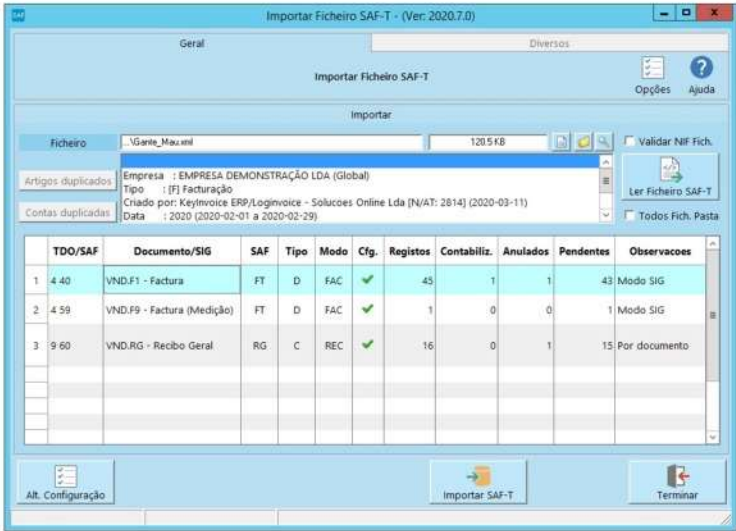 SAF
Importar Ficheiro SAF-T - (Ver: 2020.7.0)
Geral
Diversos
Importar Ficheiro SAF-T
Opções
Ajuda
Importar
Ficheiro
...\Gante_Mau.xml
120.5 KB
Validar NIF Fich.
Artigos duplicados
Contas duplicadas
Empresa : EMPRESA DEMONSTRAÇÃO LDA (Global)
Tipo : [F] Facturação
Criado por: KeyInvoice ERP/Loginvoice - Solucoes Online Lda [N/AT: 2814] (2020-03-11)
Data : 2020 (2020-02-01 a 2020-02-29)
Ler Ficheiro SAF-T
Todos Fich. Pasta
TDO/SAF Documento/SIG SAF Tipo Modo Cfg. Registos Contabiliz. Anulados Pendentes Observacoes
1 4 40 VND.F1 - Factura FT D FAC 45 1 1 43 Modo SIG
2 4 59 VND.F9 - Factura (Medição) FT D FAC 1 0 0 1 Modo SIG
3 9 60 VND.RG - Recibo Geral RG C REC 16 0 1 15 Por documento
Alt. Configuração
Importar SAF-T
Terminar